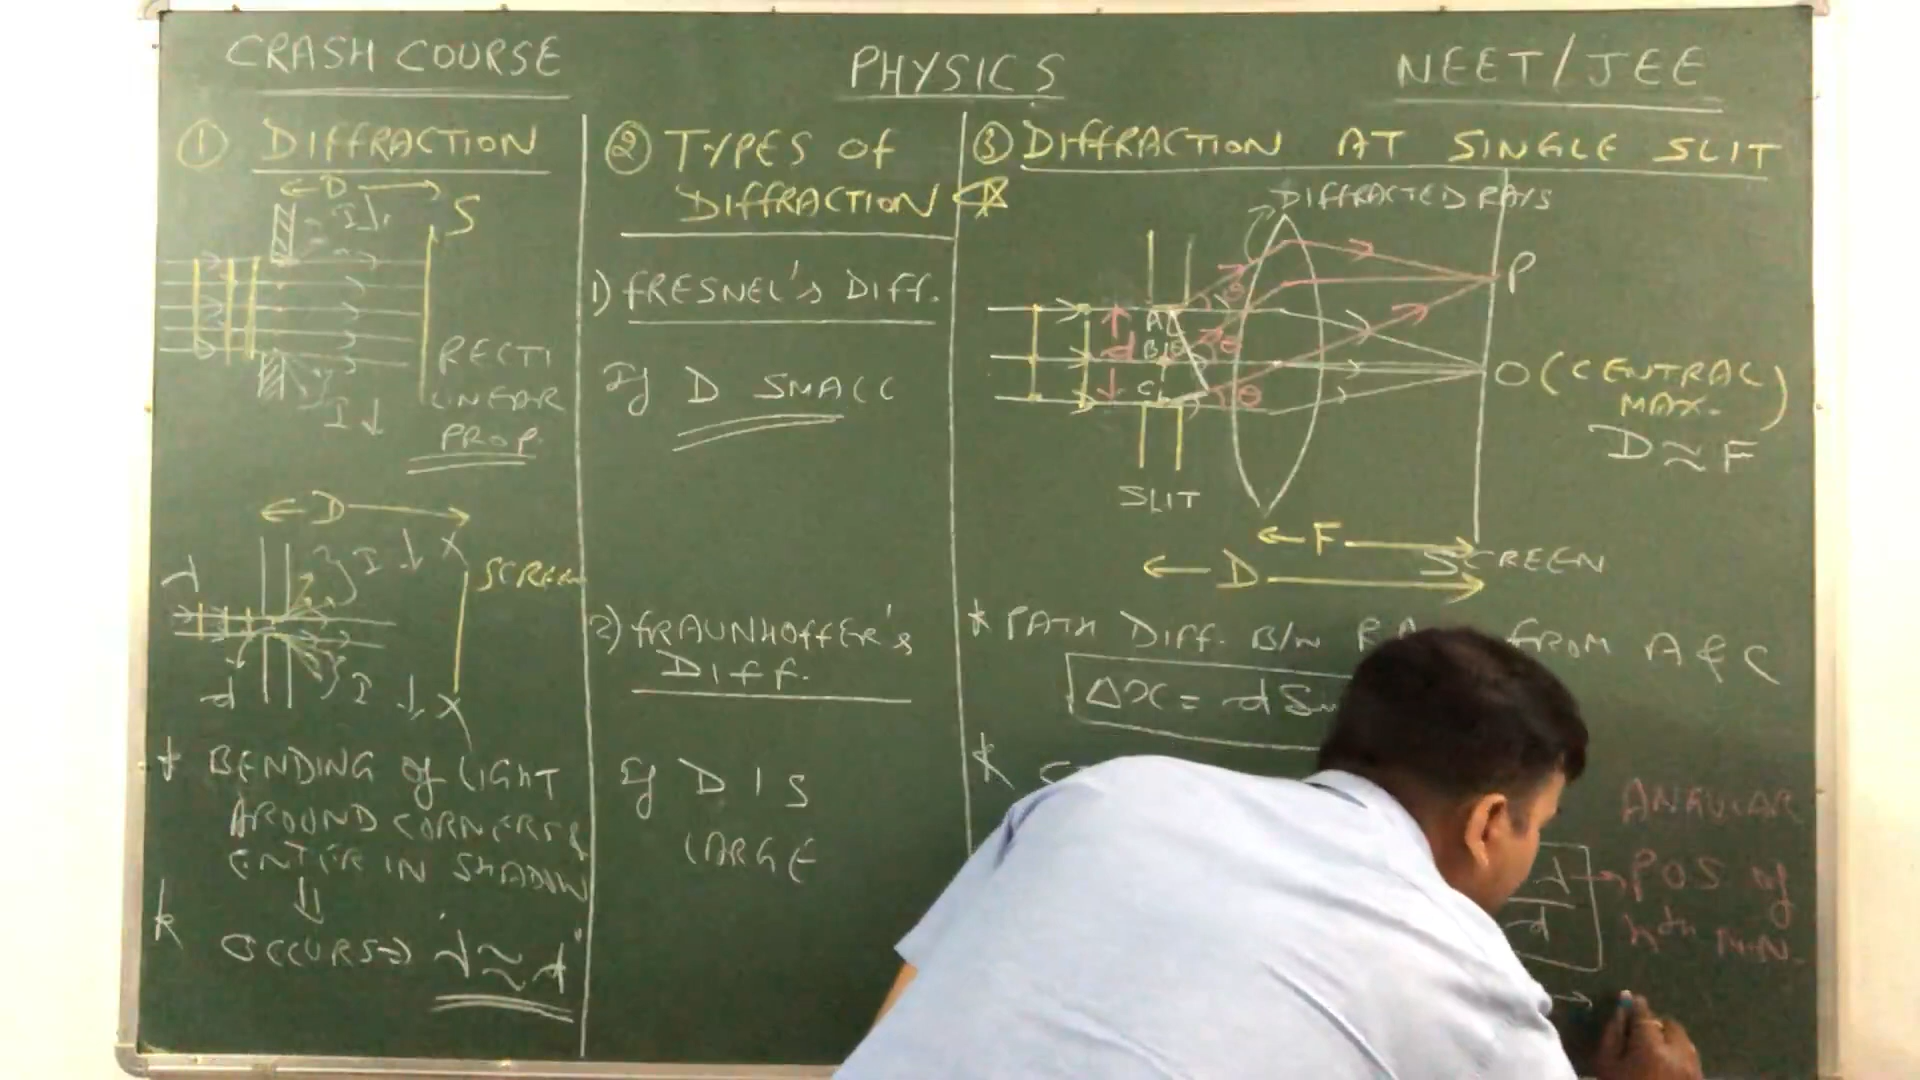 CRASH COURSE
PHYSICS
NEET/JEE
① DIFFRACTION
D
I↓
S
RECTI
LINEAR
PROP.
I↓
D
λ
I↓
X
SCREEN
d
I↓
X
* BENDING of LIGHT
AROUND CORNERS &
ENTER IN SHADOW
⇓
* OCCURS⇒ λ≈d
② TYPES Of
DIFFRACTION
1) FRESNEL'S DIff.
If D SMALL
2) FRAUNHOFFER'S
DIFF.
If D IS
LARGE
③ DIFFRACTION AT SINGLE SLIT
DIFFRACTED RAYS
P
θ
A
d
B
θ
C
θ
O (CENTRAL
MAX.)
D≈F
SLIT
F
SCREEN
D
* PATH DIFF. B/W FROM A & C
Δx = d
*
ANGULAR
λ → POS of
d nth MIN.
→